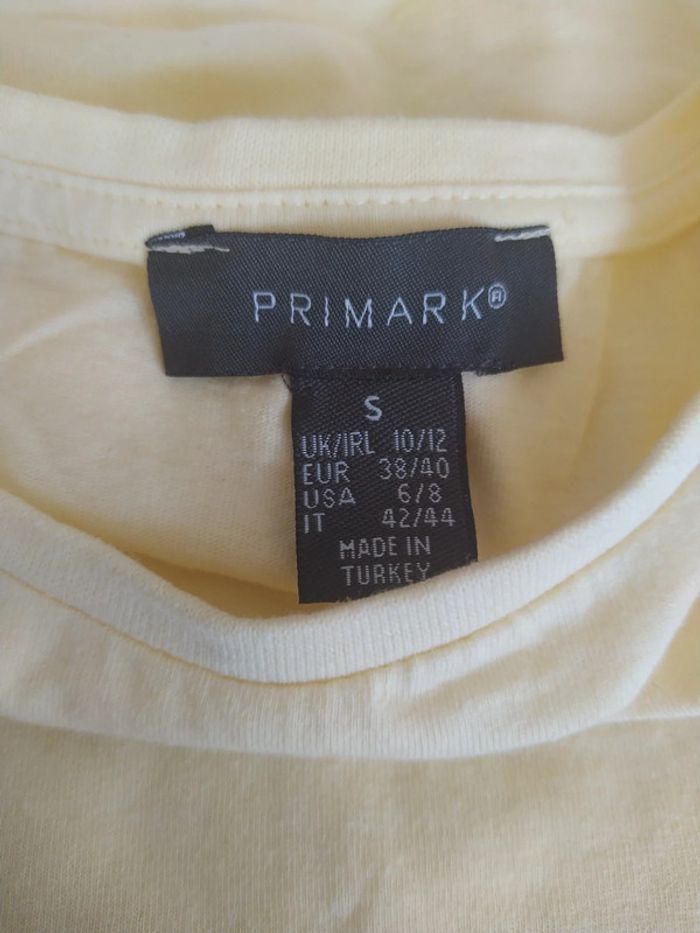 PRIMARK®
S
UK/IRL 10/12
EUR 38/40
USA 6/8
IT 42/44
MADE IN
TURKEY